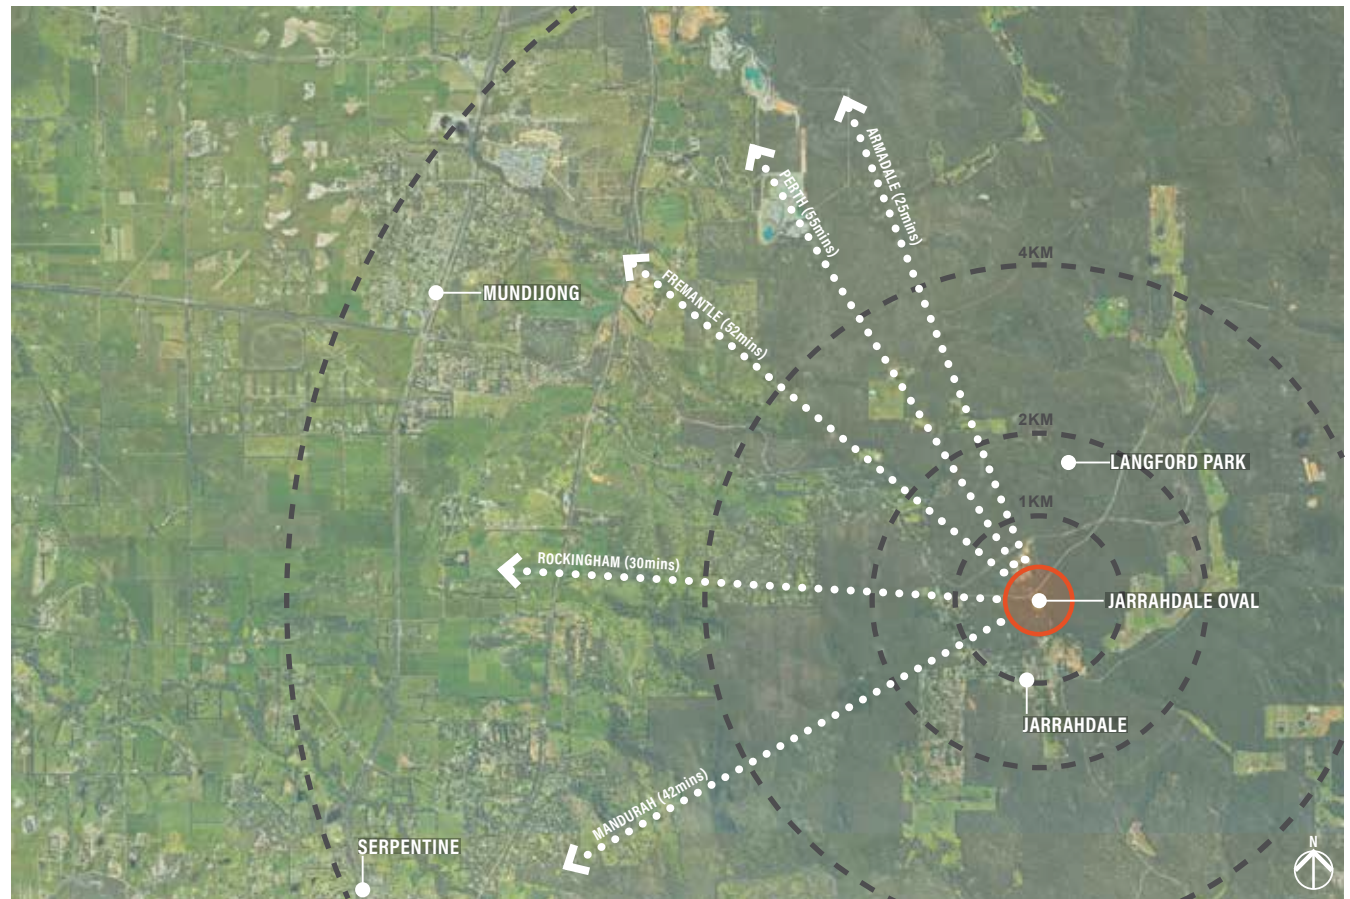 ARMADALE (25mins)
PERTH (55mins)
4KM
FREMANTLE (52mins)
MUNDIJONG
2KM
LANGFORD PARK
1KM
ROCKINGHAM (30mins)
JARRAHDALE OVAL
JARRAHDALE
MANDURAH (42mins)
SERPENTINE
N